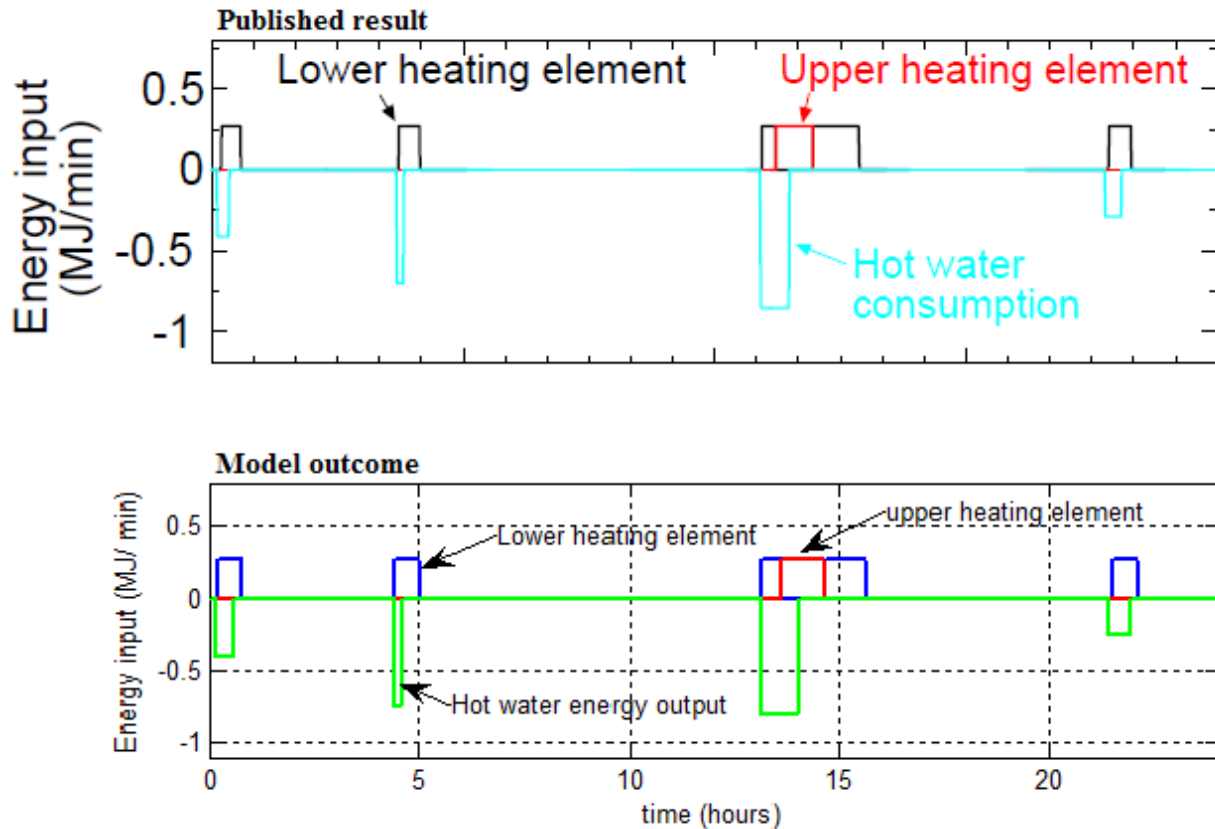 Published result
Lower heating element
Upper heating element
Energy input
(MJ/min)
0.5
0
-0.5
-1
Hot water
consumption
Model outcome
Energy input (MJ/ min)
0.5
0
-0.5
-1
Lower heating element
upper heating element
Hot water energy output
0
5
10
15
20
time (hours)